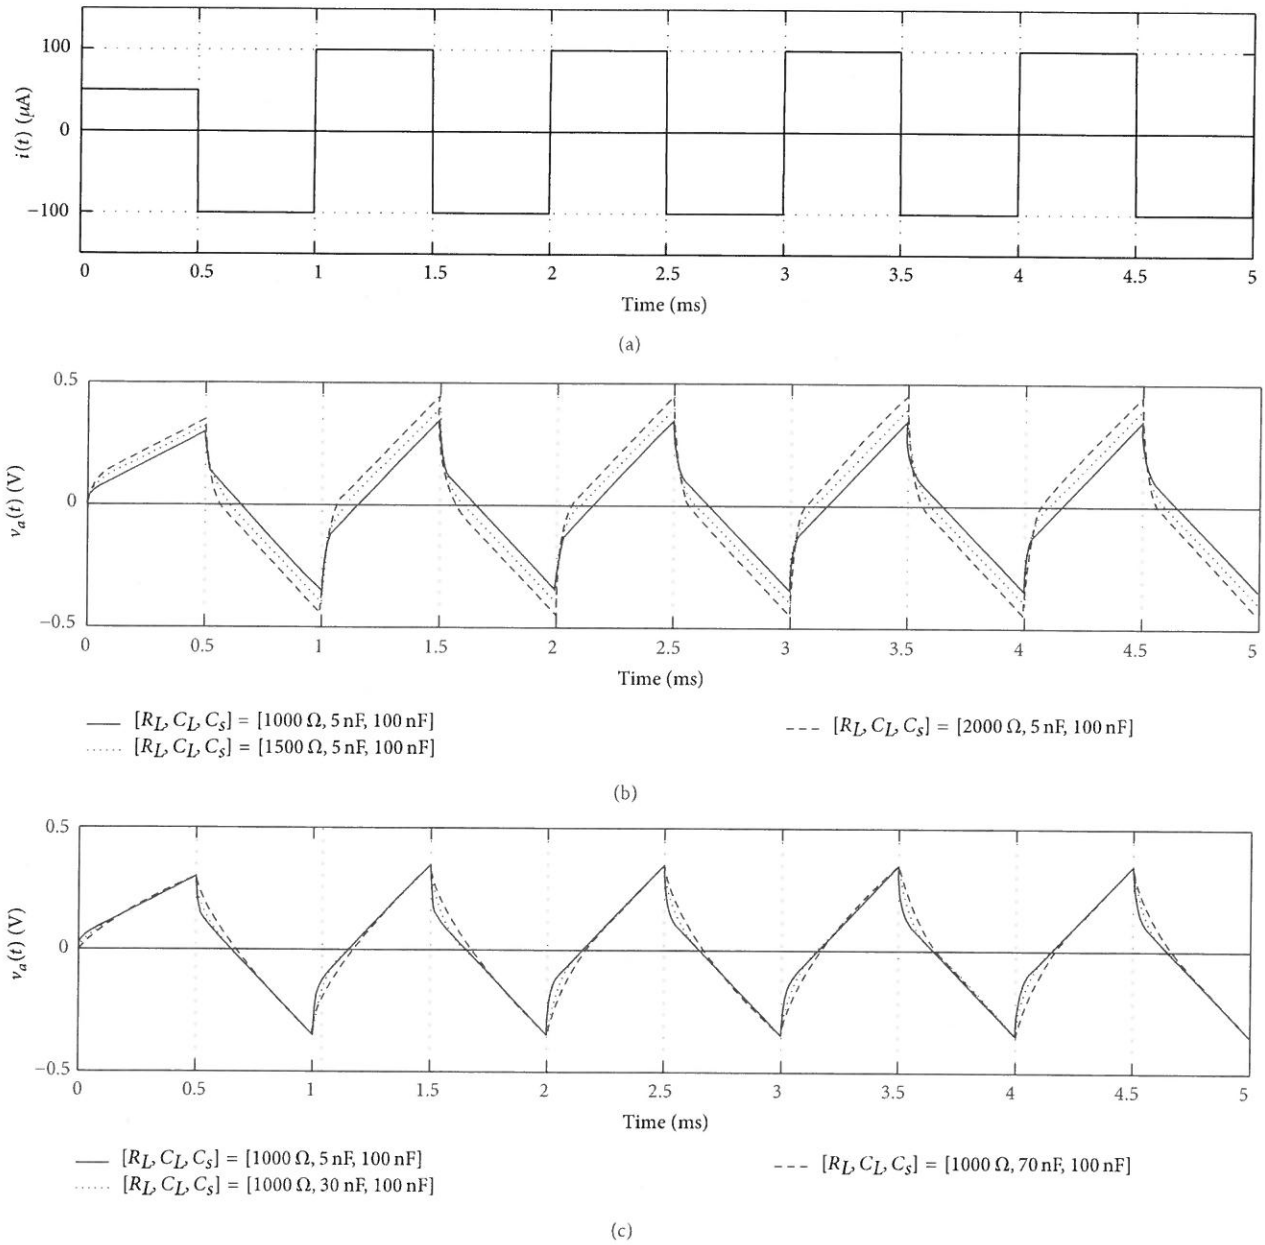 100
0
−100
i(t) (μA)
0 0.5 1 1.5 2 2.5 3 3.5 4 4.5 5
Time (ms)
(a)
0.5
0
−0.5
v_a(t) (V)
0 0.5 1 1.5 2 2.5 3 3.5 4 4.5 5
Time (ms)
[R_L, C_L, C_s] = [1000 Ω, 5 nF, 100 nF]
[R_L, C_L, C_s] = [2000 Ω, 5 nF, 100 nF]
[R_L, C_L, C_s] = [1500 Ω, 5 nF, 100 nF]
(b)
0.5
0
−0.5
v_a(t) (V)
0 0.5 1 1.5 2 2.5 3 3.5 4 4.5 5
Time (ms)
[R_L, C_L, C_s] = [1000 Ω, 5 nF, 100 nF]
[R_L, C_L, C_s] = [1000 Ω, 70 nF, 100 nF]
[R_L, C_L, C_s] = [1000 Ω, 30 nF, 100 nF]
(c)